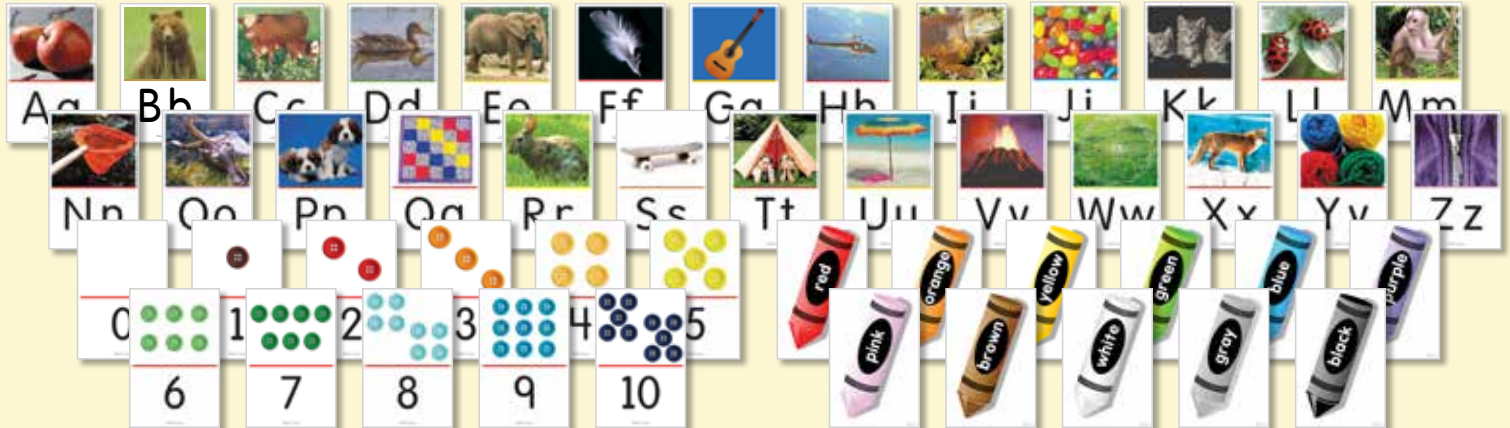 Aa Bb Cc Dd Ee Ff Gg Hh Ii Jj Kk Ll Mm
Nn Oo Pp Qq Rr Ss Tt Uu Vv Ww Xx Yy Zz
0 1 2 3 4 5
red orange yellow green blue purple
6 7 8 9 10
pink brown white gray black